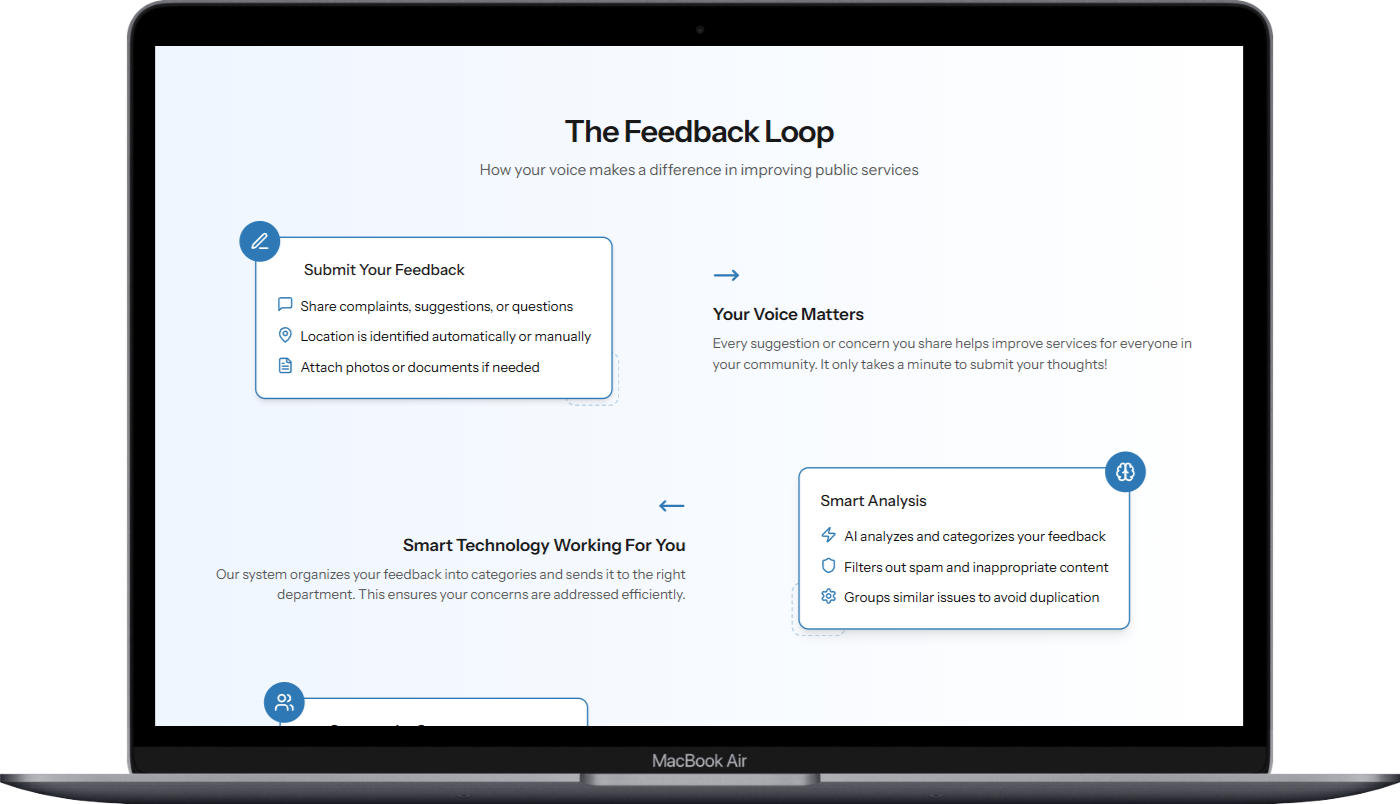 The Feedback Loop
How your voice makes a difference in improving public services
Submit Your Feedback
Share complaints, suggestions, or questions
Location is identified automatically or manually
Attach photos or documents if needed
Your Voice Matters
Every suggestion or concern you share helps improve services for everyone in
your community. It only takes a minute to submit your thoughts!
Smart Technology Working For You
Our system organizes your feedback into categories and sends it to the right
department. This ensures your concerns are addressed efficiently.
Smart Analysis
AI analyzes and categorizes your feedback
Filters out spam and inappropriate content
Groups similar issues to avoid duplication
MacBook Air